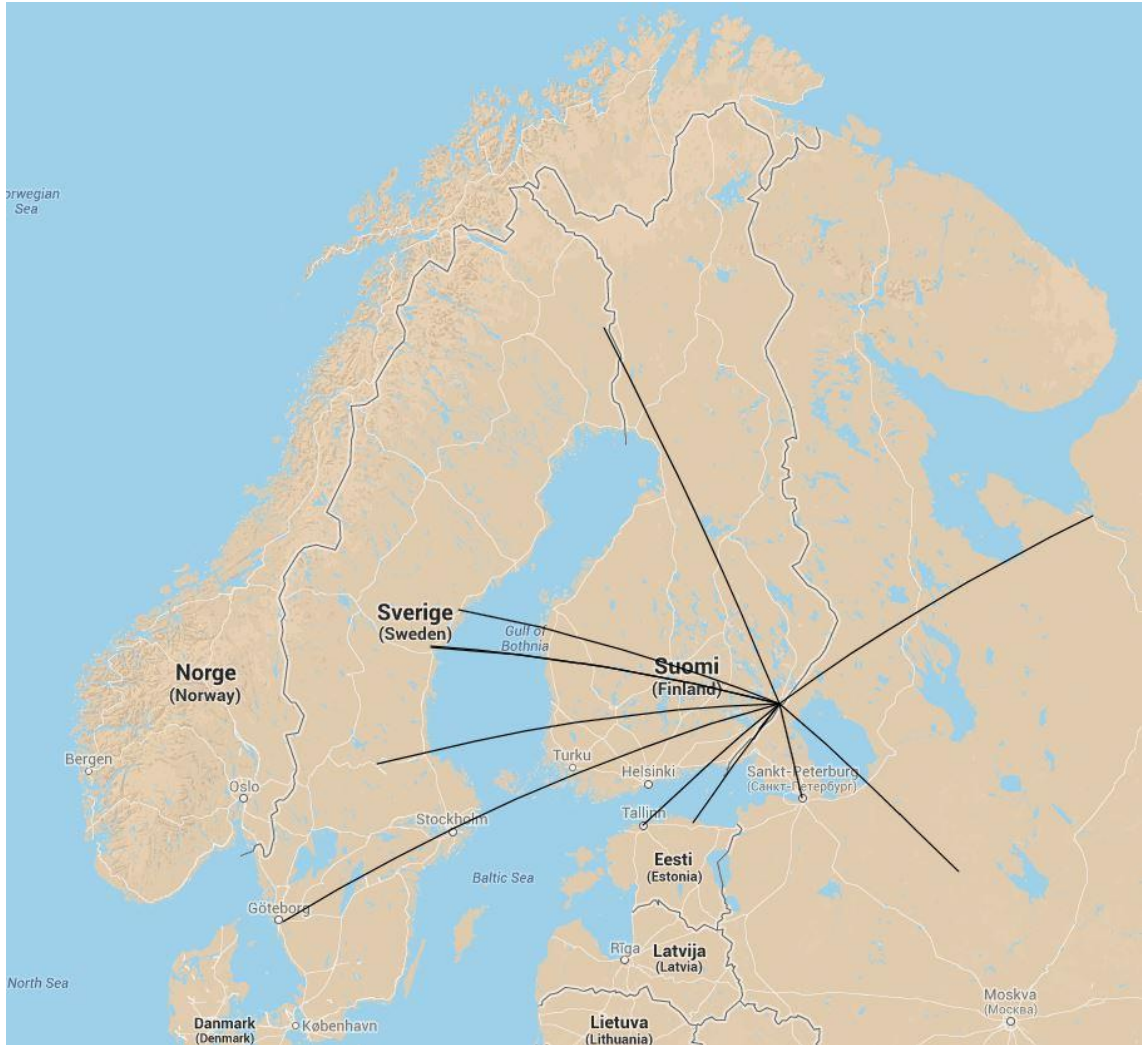 orwegian
Sea
Sverige
(Sweden)
Gulf of
Bothnia
Norge
(Norway)
Suomi
(Finland)
Bergen
Oslo
Turku
Helsinki
Sankt-Peterburg
(Санкт-Петербург)
Stockholm
Tallinn
Eesti
(Estonia)
Baltic Sea
Göteborg
Rīga
Latvija
(Latvia)
North Sea
Moskva
(Москва)
Danmark
(Denmark)
København
Lietuva
(Lithuania)